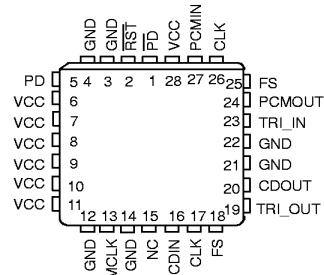 GND GND RST PD VCC PCMIN CLK
4 3 2 1 28 27 26
PD 5 25 FS
VCC 6 24 PCMOUT
VCC 7 23 TRI_IN
VCC 8 22 GND
VCC 9 21 GND
VCC 10 20 CDOUT
VCC 11 19 TRI_OUT
12 13 14 15 16 17 18
GND MCLK GND NC CDIN CLK FS